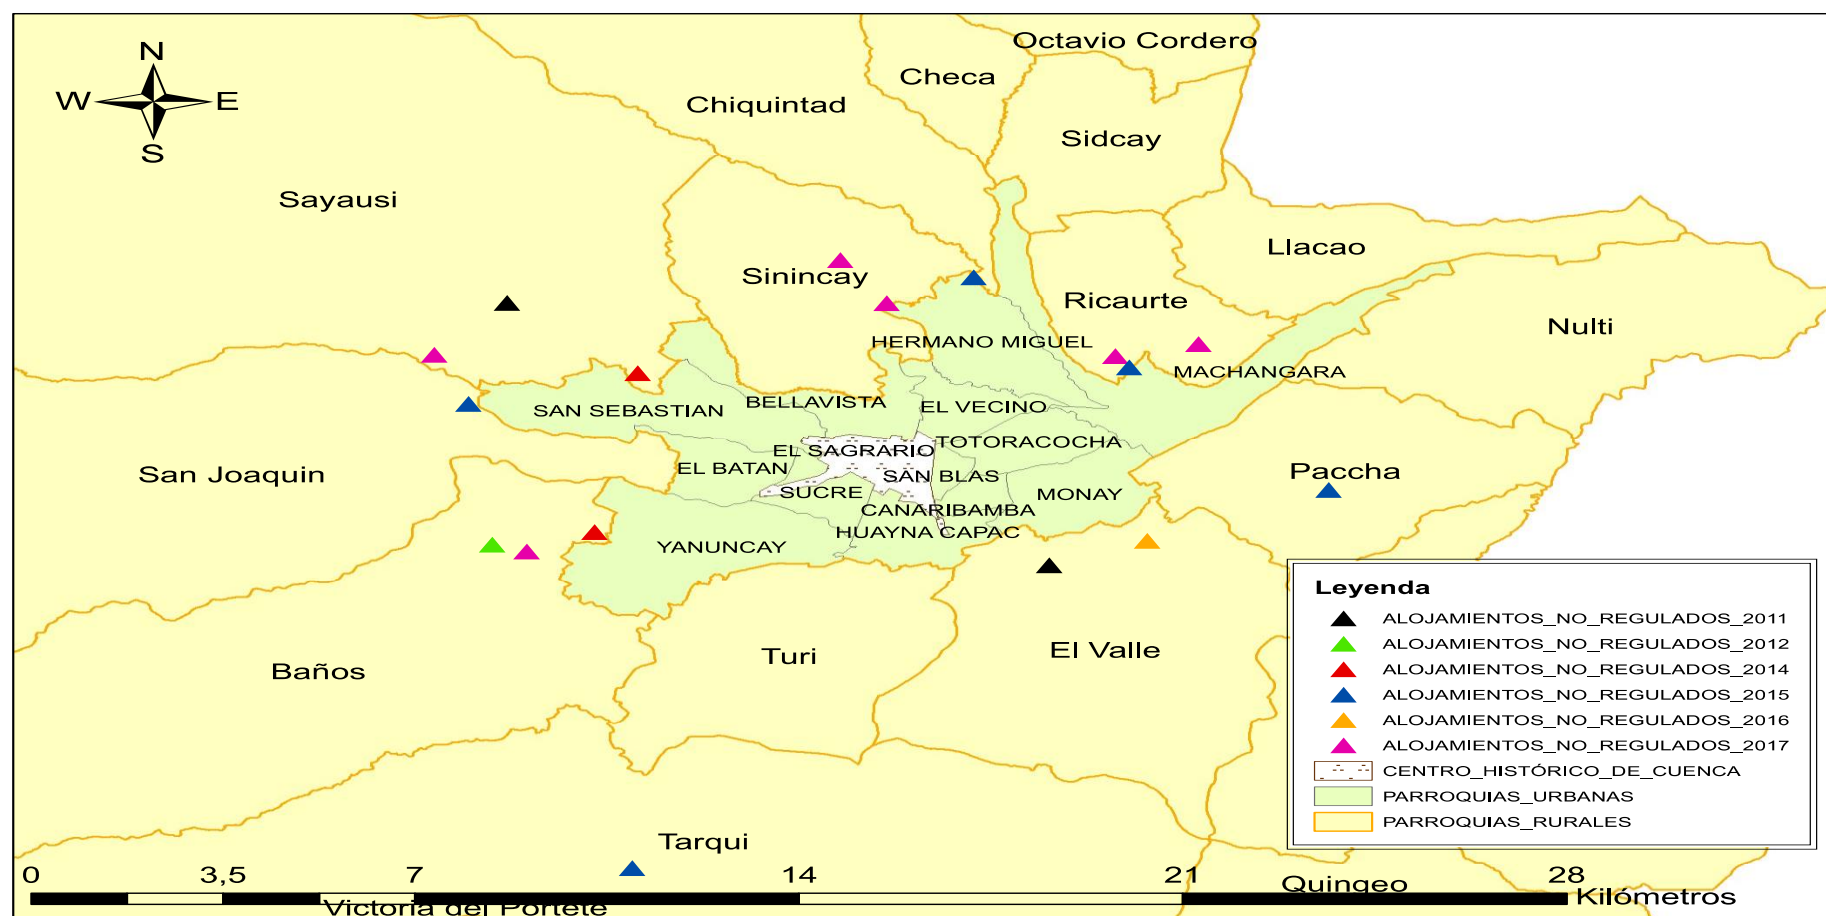 Octavio Cordero
N
Checa
W
E
Chiquintad
Sidcay
S
Sayausi
Llacao
Sinincay
Ricaurte
Nulti
HERMANO MIGUEL
MACHANGARA
BELLAVISTA
EL VECINO
SAN SEBASTIAN
TOTORACOCHA
EL SAGRARIO
San Joaquin
EL BATAN
Paccha
SAN BLAS
SUCRE
MONAY
CANARIBAMBA
HUAYNA CAPAC
YANUNCAY
Baños
Turi
El Valle
Leyenda
ALOJAMIENTOS_NO_REGULADOS_2011
ALOJAMIENTOS_NO_REGULADOS_2012
ALOJAMIENTOS_NO_REGULADOS_2014
ALOJAMIENTOS_NO_REGULADOS_2015
ALOJAMIENTOS_NO_REGULADOS_2016
ALOJAMIENTOS_NO_REGULADOS_2017
CENTRO_HISTÓRICO_DE_CUENCA
PARROQUIAS_URBANAS
PARROQUIAS_RURALES
Tarqui
0 3,5 7 14 21 28
Quingeo
Kilómetros
Victoria del Portete